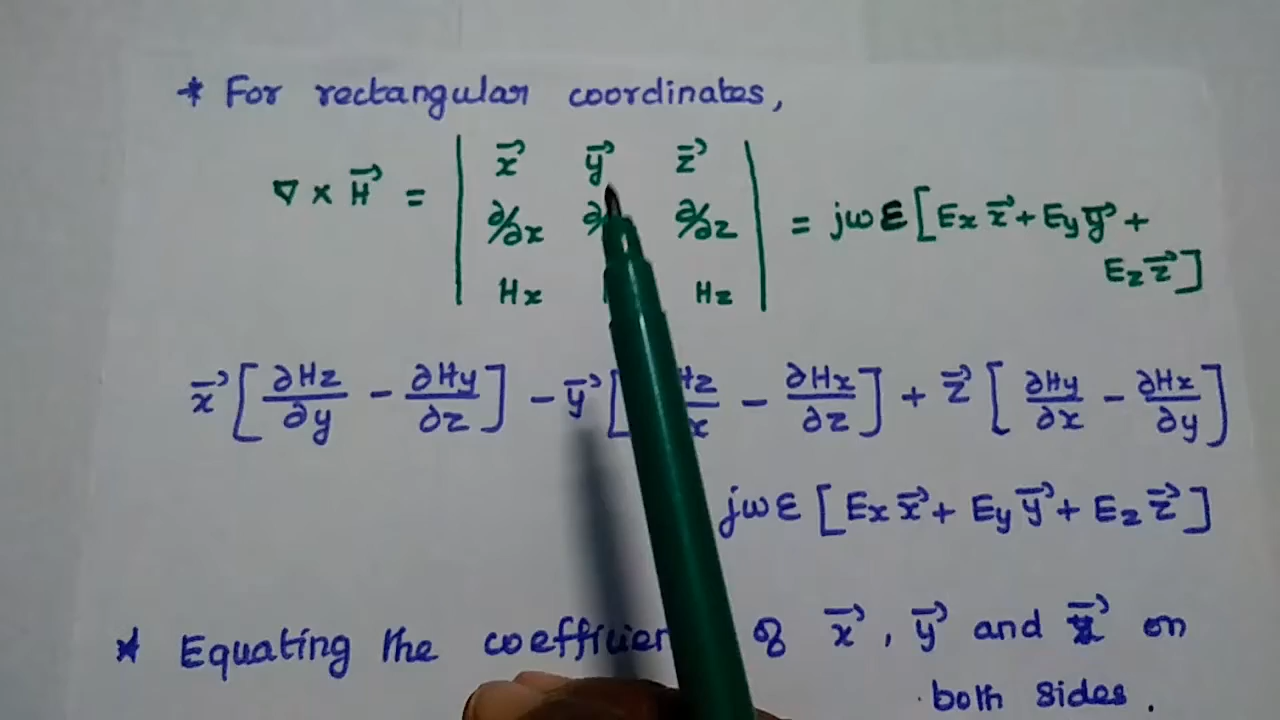 * For rectangular coordinates,
∇ × H⃗ = | x⃗ y⃗ z⃗ | = jωε [Ex x⃗ + Ey y⃗ +
∂/∂x ∂/∂z Ez z⃗ ]
Hx Hz
x⃗ [ ∂Hz/∂y − ∂Hy/∂z ] − y⃗ [ − ∂Hx/∂z ] + z⃗ [ ∂Hy/∂x − ∂Hx/∂y ]
jωε [ Ex x⃗ + Ey y⃗ + Ez z⃗ ]
* Equating the of x⃗, y⃗ and z⃗ on
both sides.